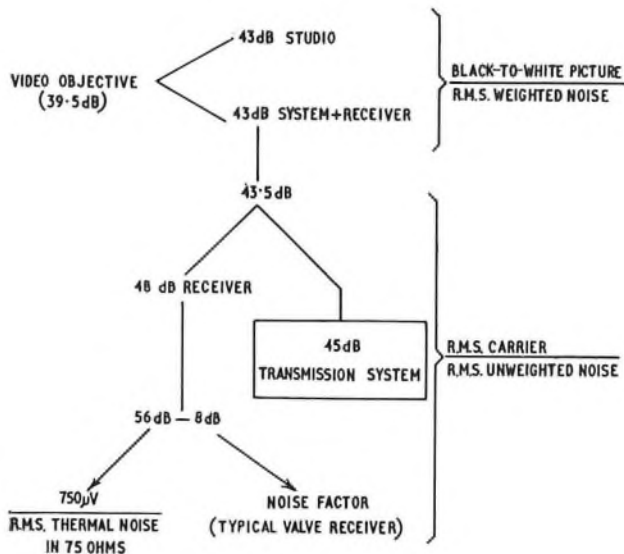 43dB STUDIO
VIDEO OBJECTIVE
(39·5dB)
43dB SYSTEM+RECEIVER
BLACK-TO-WHITE PICTURE
R.M.S. WEIGHTED NOISE
43·5dB
48 dB RECEIVER
45dB
TRANSMISSION SYSTEM
R.M.S. CARRIER
R.M.S. UNWEIGHTED NOISE
56dB — 8dB
750μV
R.M.S. THERMAL NOISE
IN 75 OHMS
NOISE FACTOR
(TYPICAL VALVE RECEIVER)